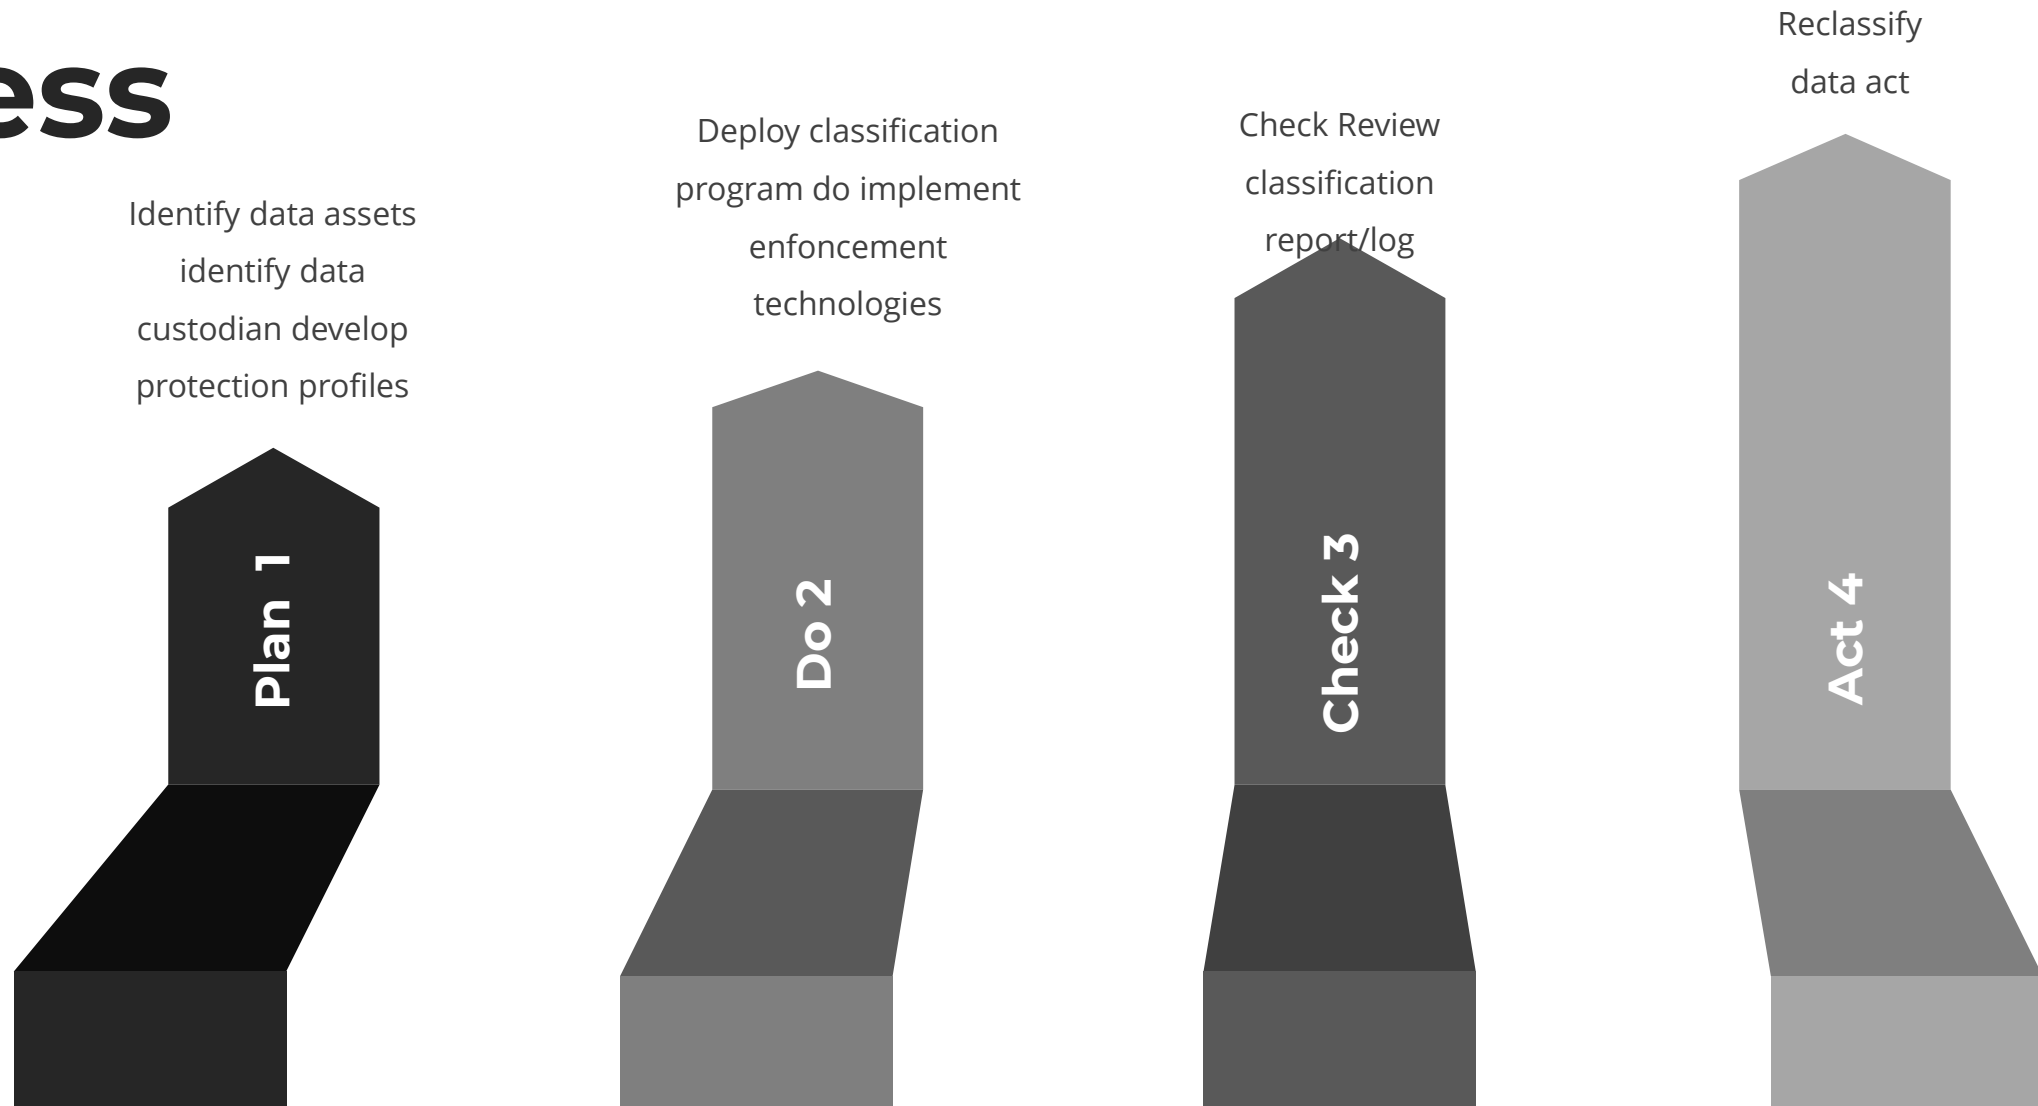 ess
Identify data assets
identify data
custodian develop
protection profiles
Plan 1
Deploy classification
program do implement
enfoncement
technologies
Do 2
Check Review
classification
report/log
Check 3
Reclassify
data act
Act 4